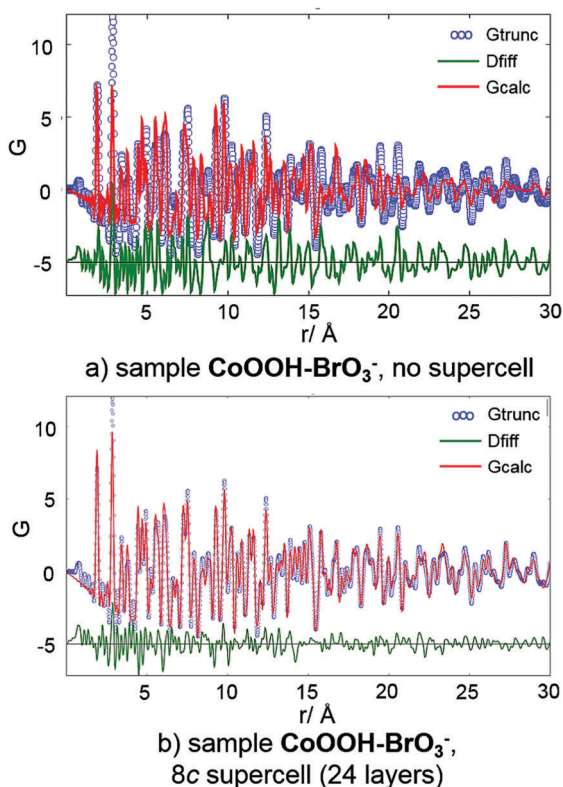 10
5
0
-5
G
Gtrunc
Dfiff
Gcalc
5 10 15 20 25 30
r/ Å
a) sample CoOOH-BrO₃⁻, no supercell
10
5
0
-5
G
Gtrunc
Dfiff
Gcalc
5 10 15 20 25 30
r/ Å
b) sample CoOOH-BrO₃⁻,
8c supercell (24 layers)